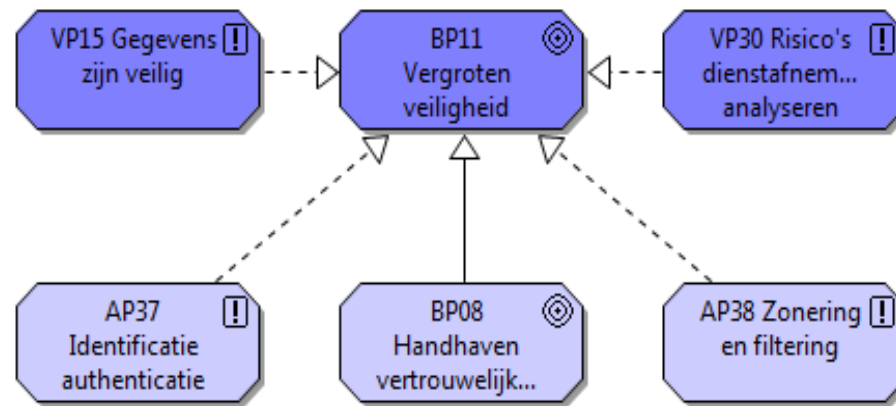 VP15 Gegevens
zijn veilig
BP11
Vergroten
veiligheid
VP30 Risico's
dienstafnem...
analyseren
AP37
Identificatie
authenticatie
BP08
Handhaven
vertrouwelijk...
AP38 Zonering
en filtering